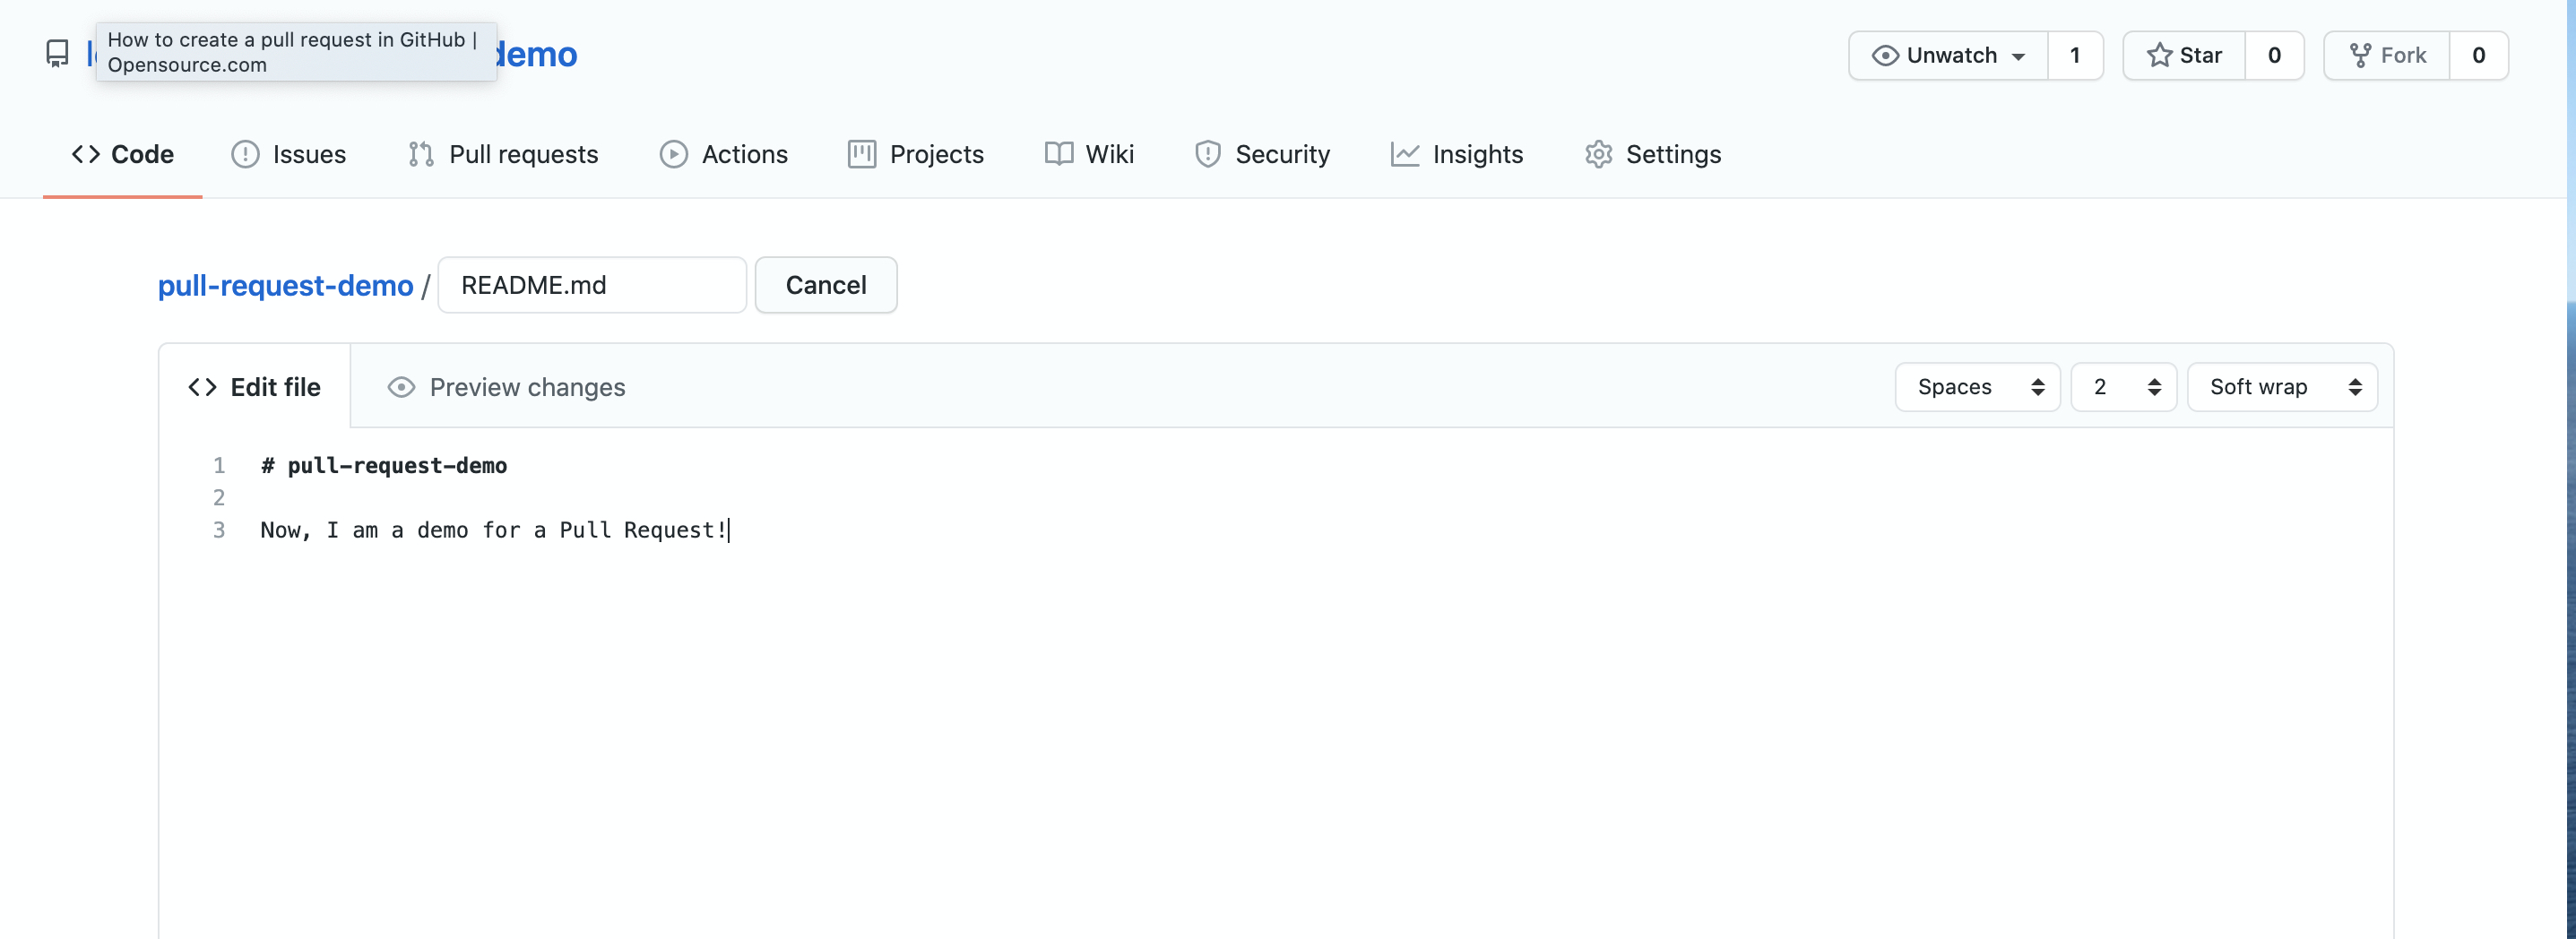 How to create a pull request in GitHub |
Opensource.com
demo
Unwatch 1 Star 0 Fork 0
Code Issues Pull requests Actions Projects Wiki Security Insights Settings
pull-request-demo / README.md Cancel
Edit file Preview changes Spaces 2 Soft wrap
1 # pull-request-demo
2
3 Now, I am a demo for a Pull Request!